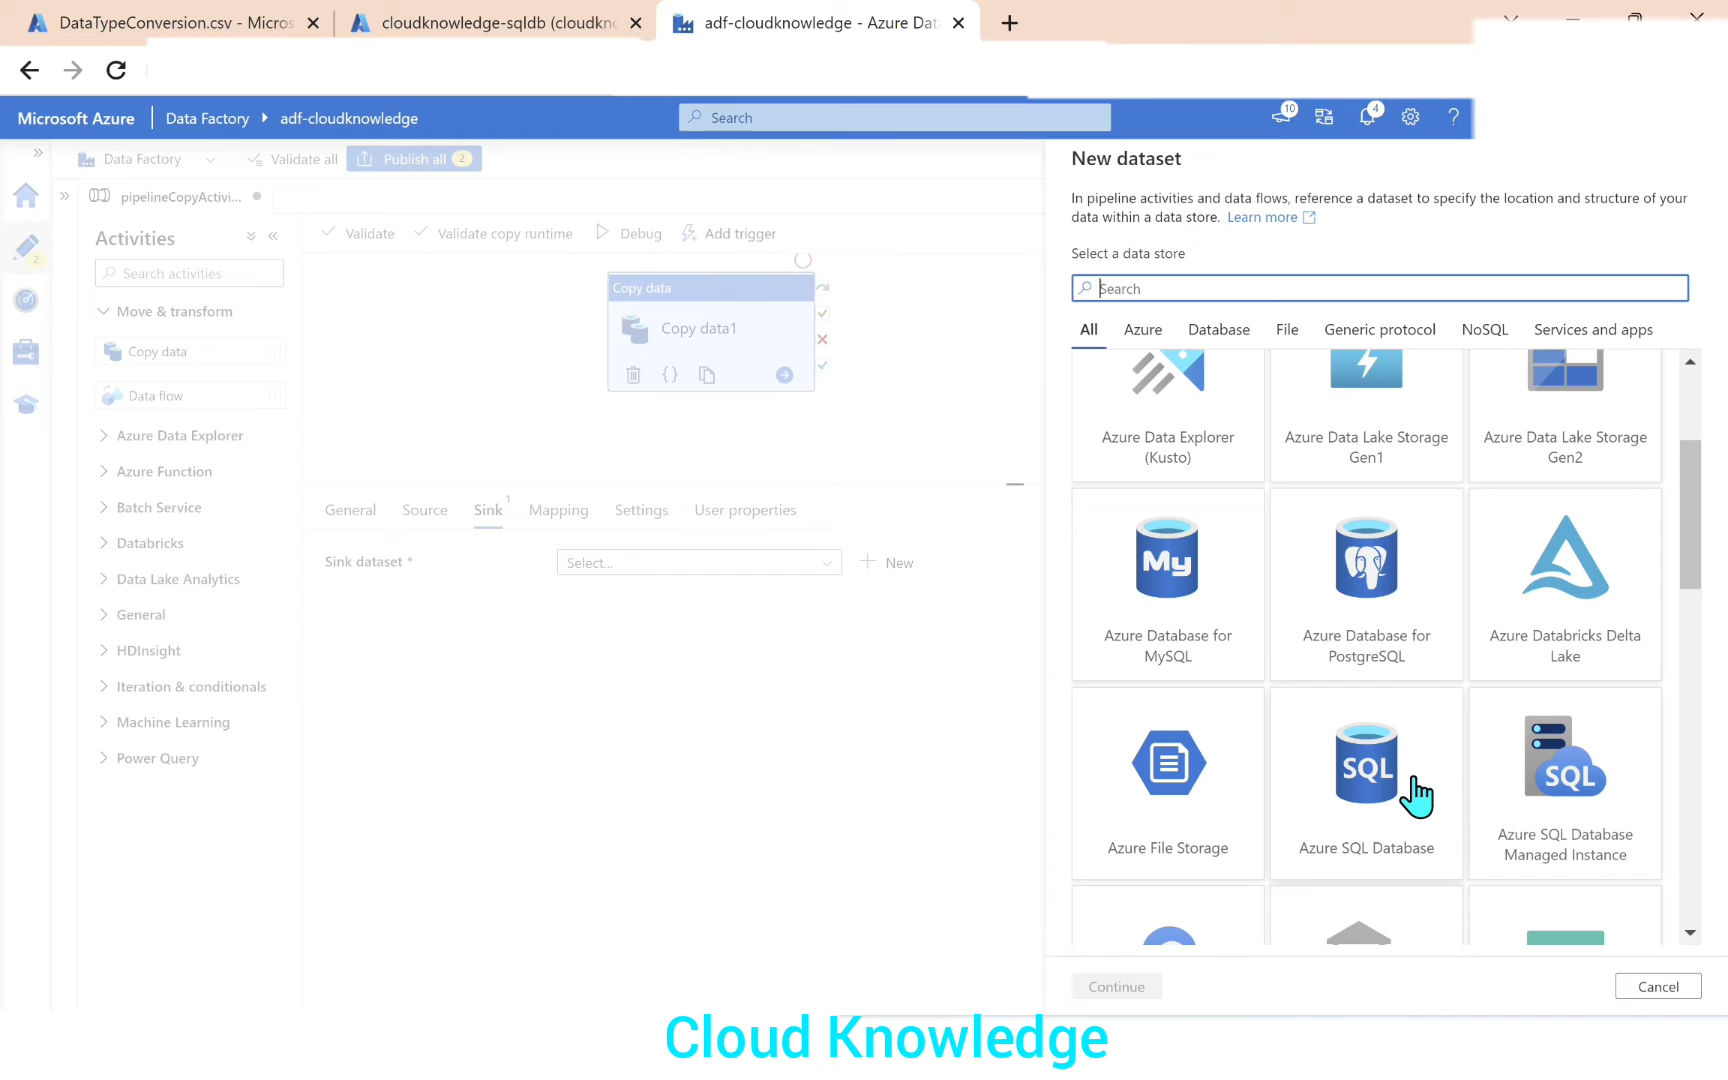 DataTypeConversion.csv - Micros
cloudknowledge-sqldb (cloudkno
adf-cloudknowledge - Azure Dat
Microsoft Azure
Data Factory
adf-cloudknowledge
Search
10
4
?
Data Factory
Validate all
Publish all 2
pipelineCopyActivi...
2
Activities
Search activities
Move & transform
Copy data
Data flow
Azure Data Explorer
Azure Function
Batch Service
Databricks
Data Lake Analytics
General
HDInsight
Iteration & conditionals
Machine Learning
Power Query
Validate
Validate copy runtime
Debug
Add trigger
Copy data
Copy data1
{}
General
Source
Sink 1
Mapping
Settings
User properties
Sink dataset *
Select...
New
New dataset
In pipeline activities and data flows, reference a dataset to specify the location and structure of your
data within a data store. Learn more
Select a data store
Search
All
Azure
Database
File
Generic protocol
NoSQL
Services and apps
Azure Data Explorer
(Kusto)
Azure Data Lake Storage
Gen1
Azure Data Lake Storage
Gen2
My
Azure Database for
MySQL
Azure Database for
PostgreSQL
Azure Databricks Delta
Lake
Azure File Storage
SQL
Azure SQL Database
SQL
Azure SQL Database
Managed Instance
Continue
Cancel
Cloud Knowledge